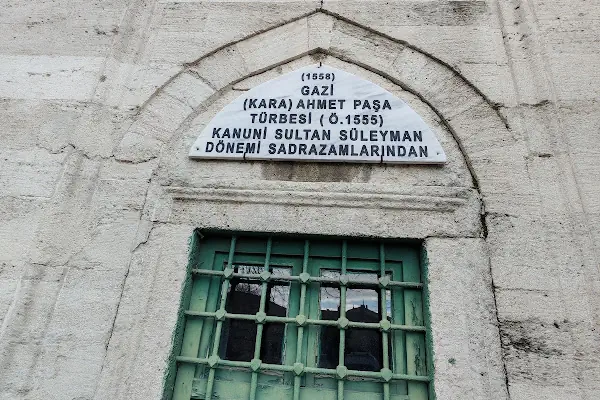 (1558)
GAZİ
(KARA) AHMET PAŞA
TÜRBESİ (Ö.1555)
KANUNİ SULTAN SÜLEYMAN
DÖNEMİ SADRAZAMLARINDAN